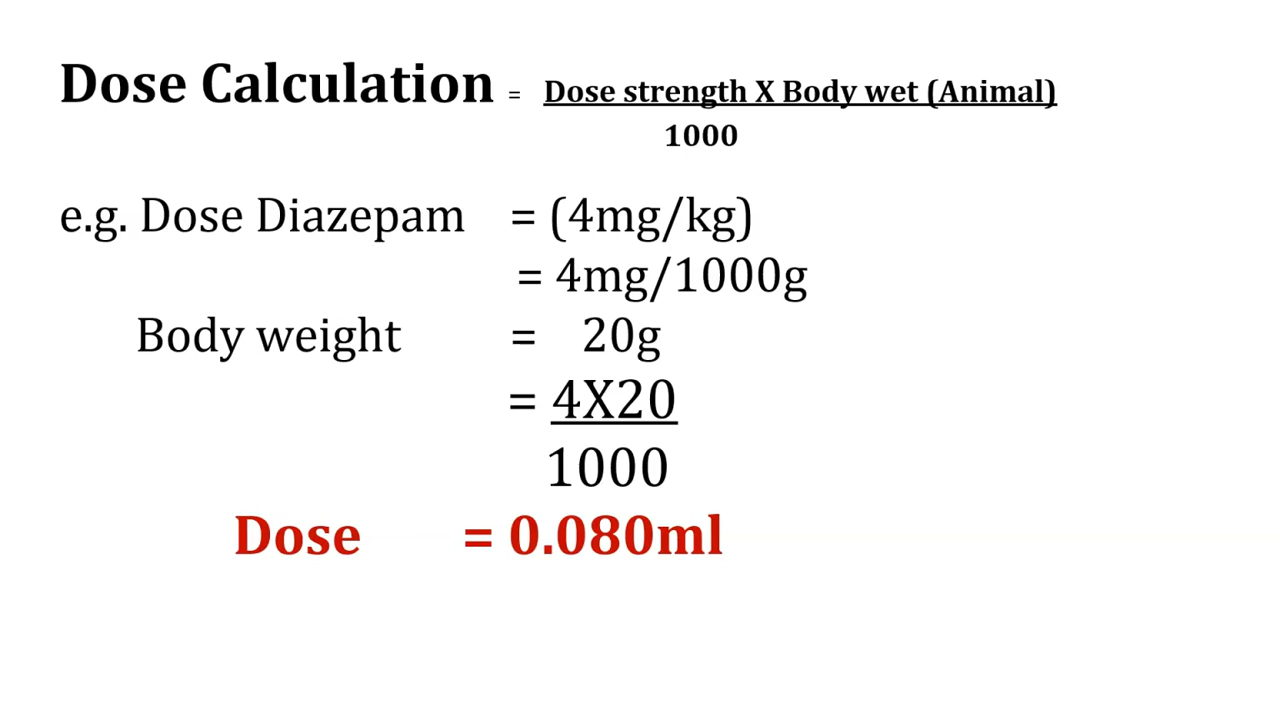 Dose Calculation = Dose strength X Body wet (Animal)
1000
e.g. Dose Diazepam = (4mg/kg)
= 4mg/1000g
Body weight = 20g
= 4X20
1000
Dose = 0.080ml